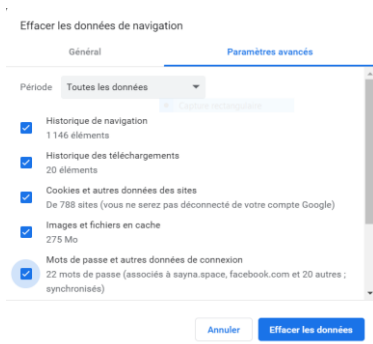 Effacer les données de navigation
Général Paramètres avancés
Période Toutes les données
Capture rectangulaire
Historique de navigation
1 146 éléments
Historique des téléchargements
20 éléments
Cookies et autres données des sites
De 788 sites (vous ne serez pas déconnecté de votre compte Google)
Images et fichiers en cache
275 Mo
Mots de passe et autres données de connexion
22 mots de passe (associés à sayna.space, facebook.com et 20 autres ;
synchronisés)
Annuler Effacer les données